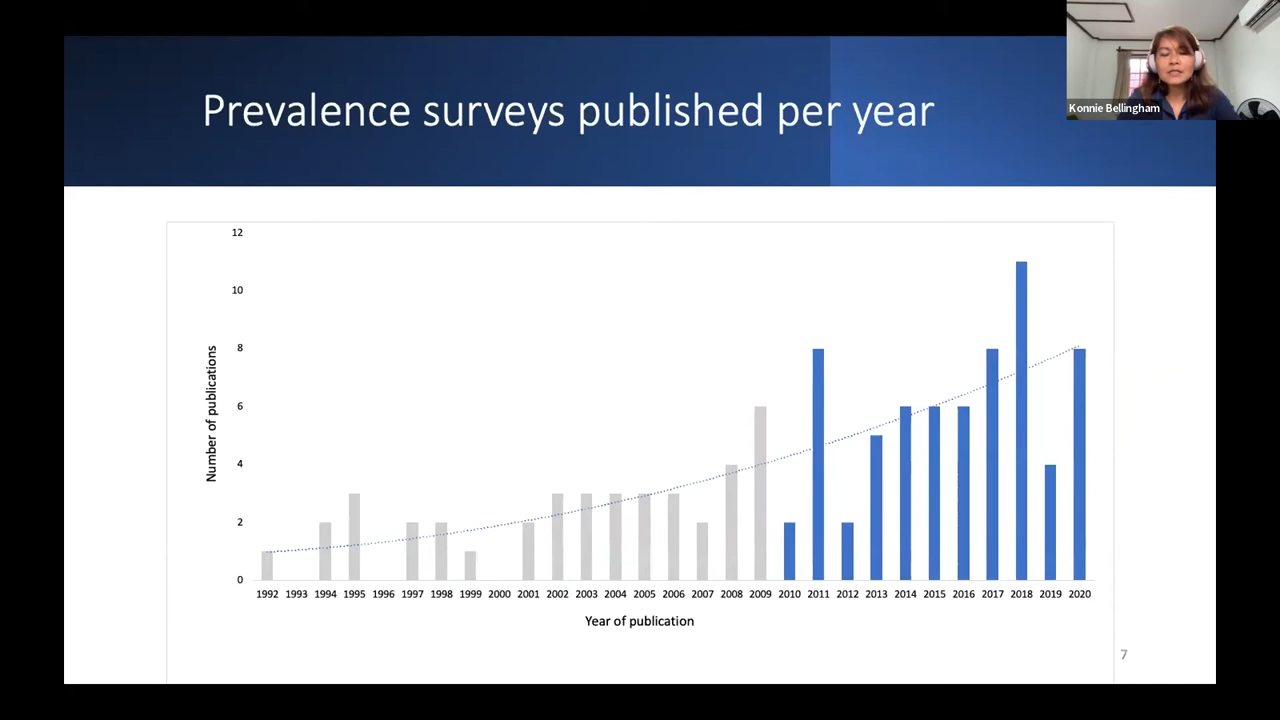 Prevalence surveys published per year
Konnie Bellingham
12
10
8
6
4
2
0
Number of publications
1992 1993 1994 1995 1996 1997 1998 1999 2000 2001 2002 2003 2004 2005 2006 2007 2008 2009 2010 2011 2012 2013 2014 2015 2016 2017 2018 2019 2020
Year of publication
7